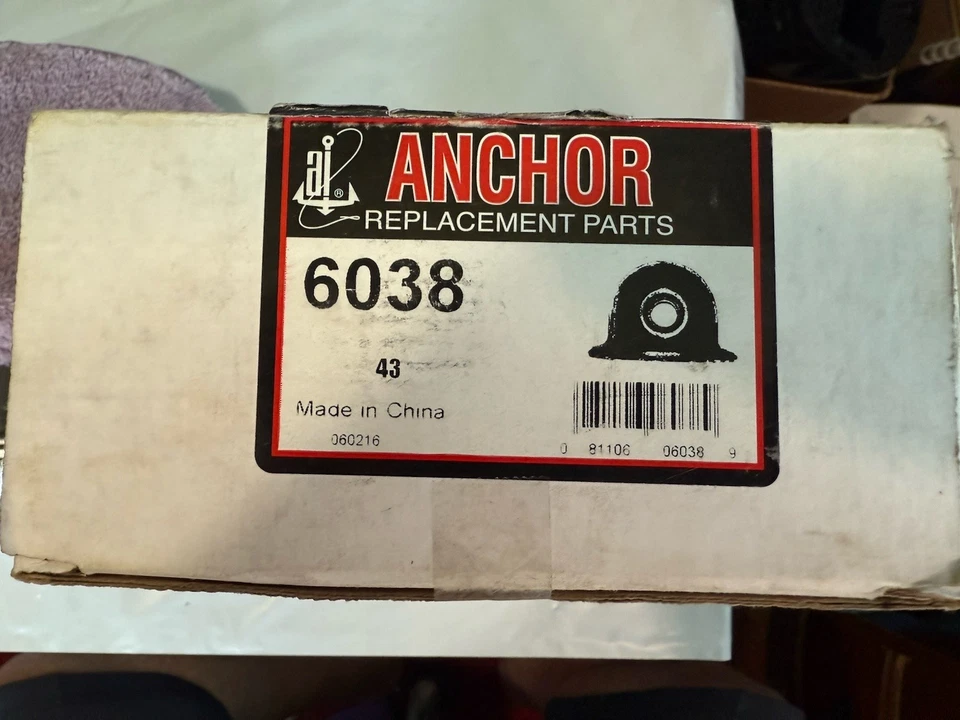 ai ®
ANCHOR
REPLACEMENT PARTS
6038
43
Made in China
060216
0 81106 06038 9